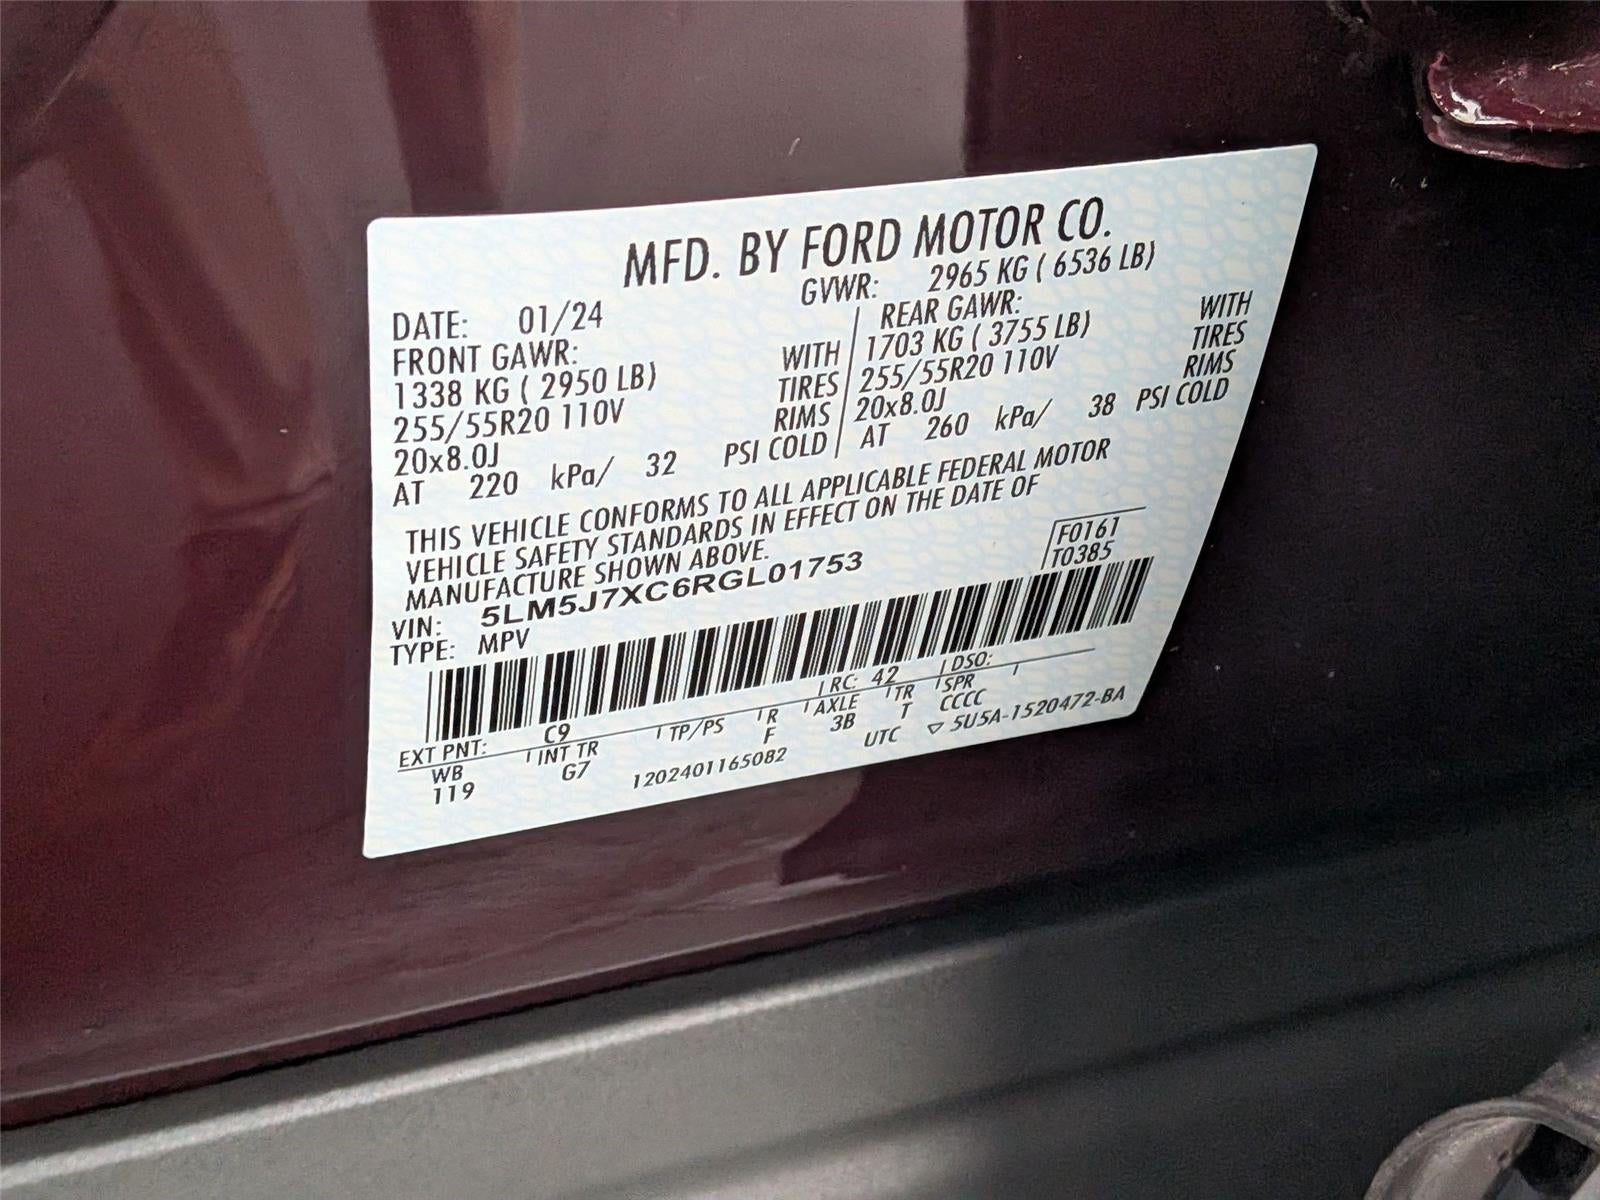 MFD. BY FORD MOTOR CO.
DATE: 01/24 GVWR: 2965 KG ( 6536 LB)
FRONT GAWR: REAR GAWR:
1338 KG ( 2950 LB) WITH 1703 KG ( 3755 LB) WITH
255/55R20 110V TIRES 255/55R20 110V TIRES
20x8.0J RIMS 20x8.0J RIMS
AT 220 kPa/ 32 PSI COLD AT 260 kPa/ 38 PSI COLD
THIS VEHICLE CONFORMS TO ALL APPLICABLE FEDERAL MOTOR
VEHICLE SAFETY STANDARDS IN EFFECT ON THE DATE OF
MANUFACTURE SHOWN ABOVE.
F0161
T0385
VIN: 5LM5J7XC6RGL01753
TYPE: MPV
EXT PNT: C9 RC: 42 DSO:
WB INT TR TP/PS R AXLE TR SPR
119 G7 F 3B T CCCC
1202401165082 UTC ▽ 5U5A-1520472-BA